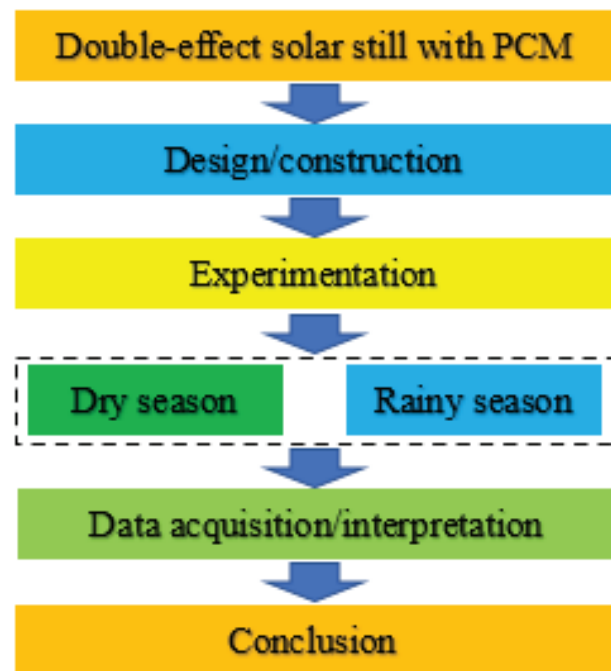 Double-effect solar still with PCM
Design/construction
Experimentation
Dry season
Rainy season
Data acquisition/interpretation
Conclusion